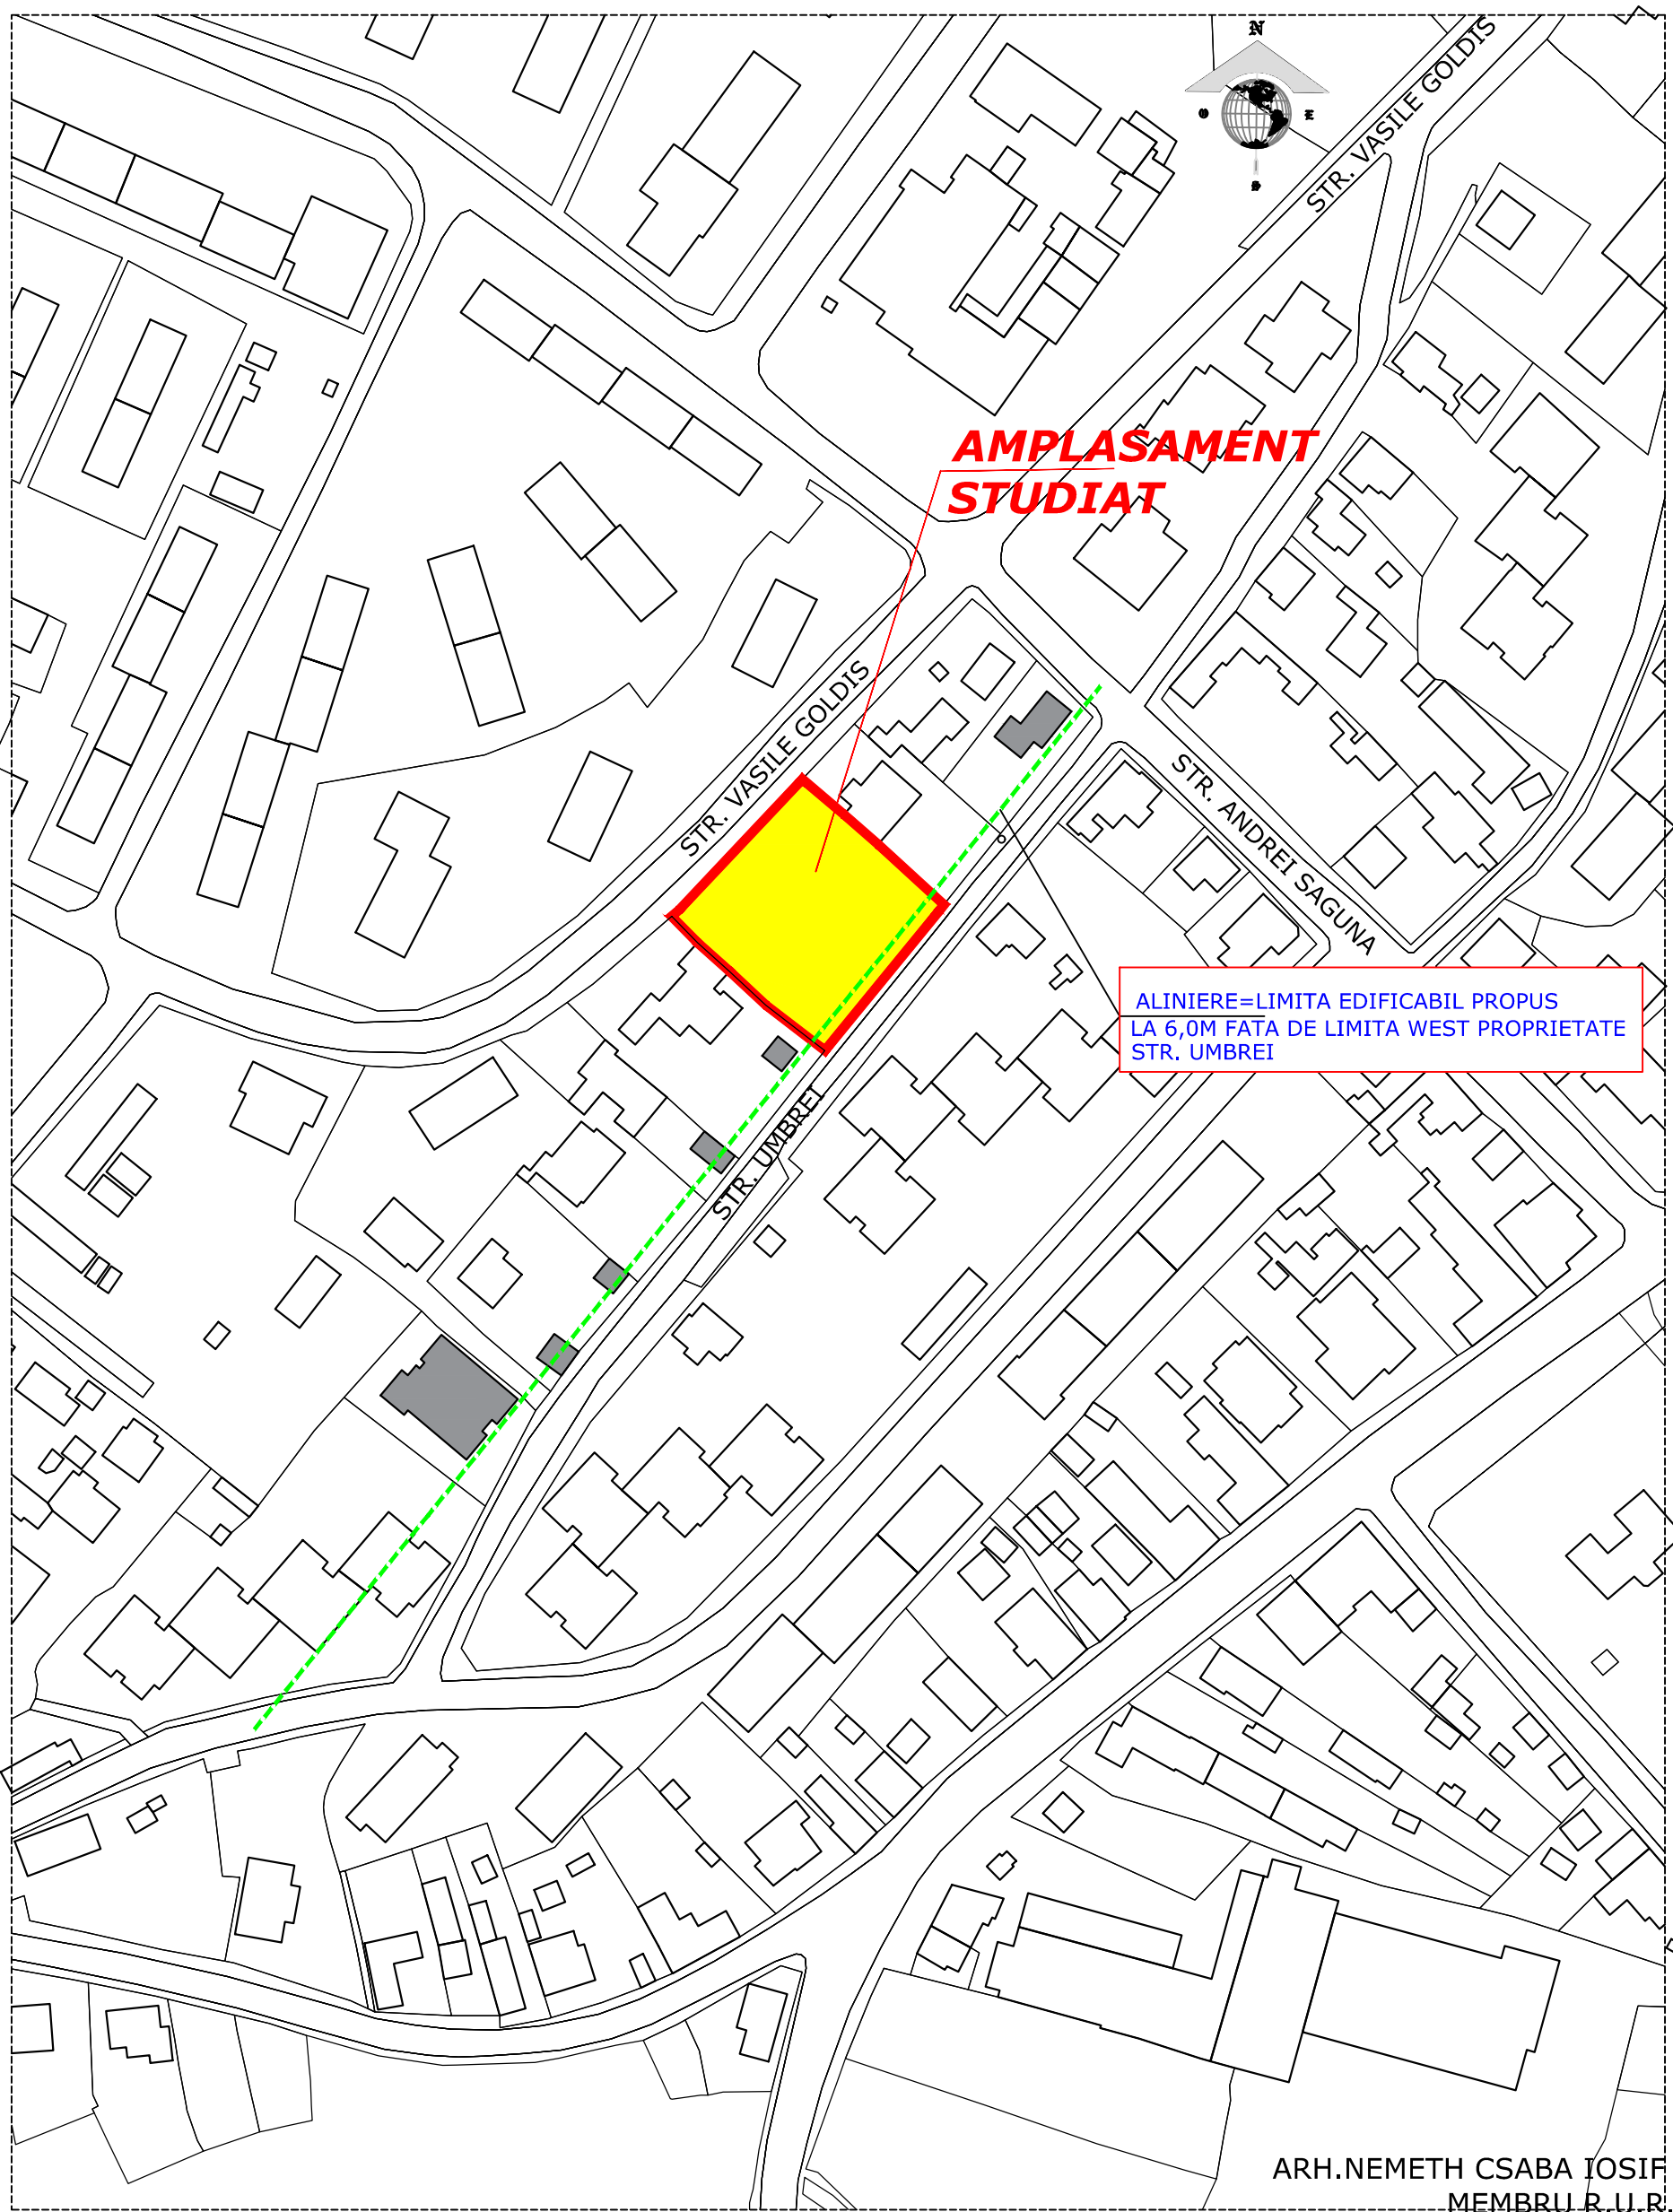 N
O
E
S
STR. VASILE GOLDIS
AMPLASAMENT
STUDIAT
STR. VASILE GOLDIS
STR. ANDREI SAGUNA
ALINIERE=LIMITA EDIFICABIL PROPUS
LA 6,0M FATA DE LIMITA WEST PROPRIETATE
STR. UMBREI
STR. UMBREI
ARH.NEMETH CSABA IOSIF
MEMBRU R.U.R.